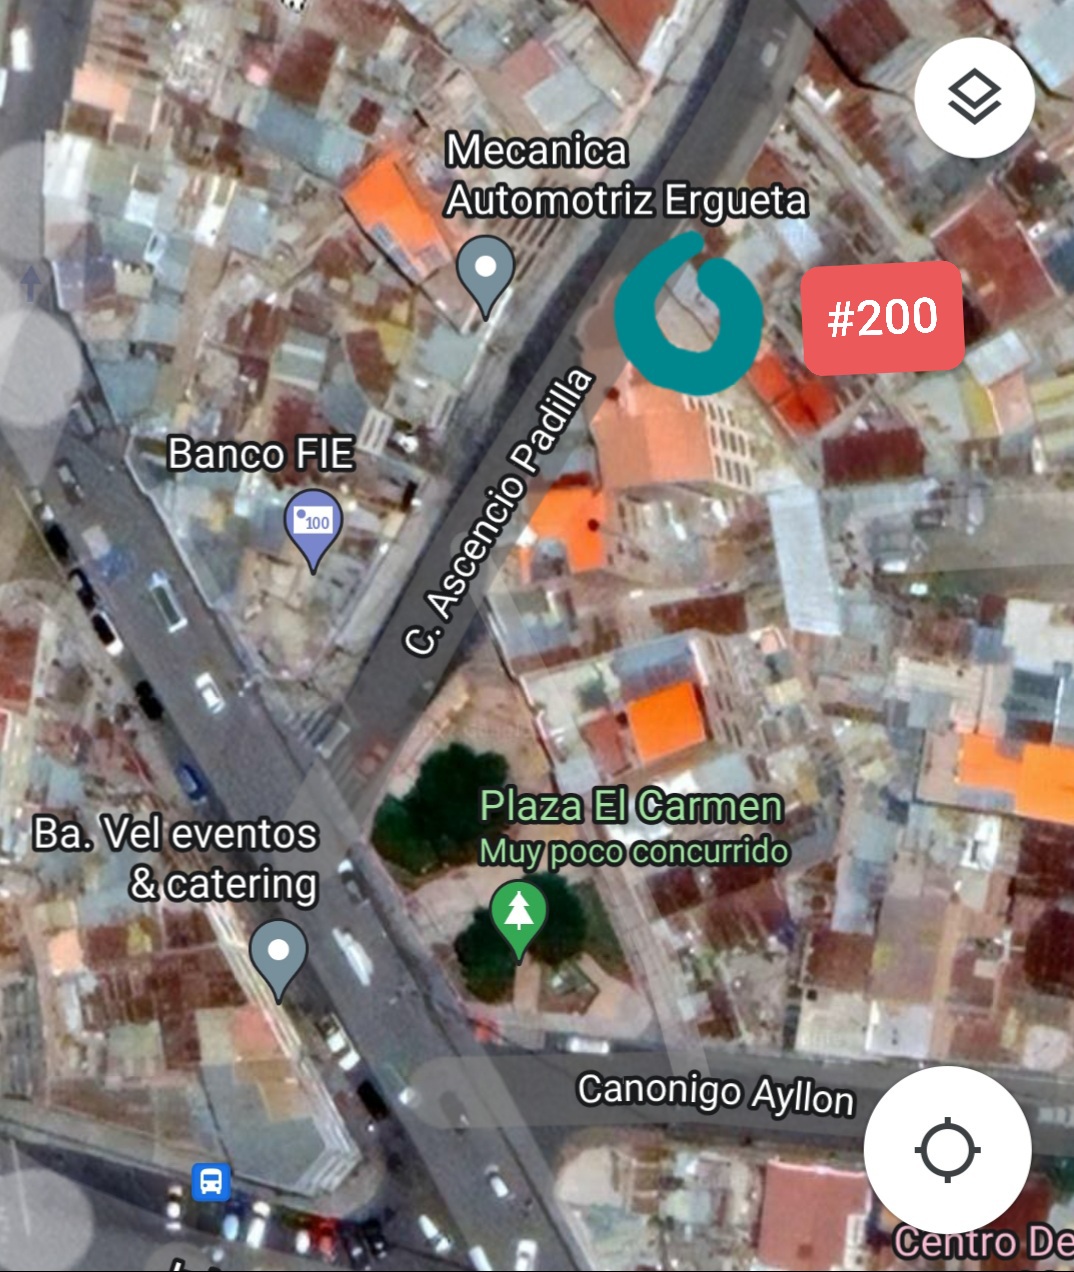 Mecanica
Automotriz Ergueta
#200
C. Ascencio Padilla
Banco FIE
100
Plaza El Carmen
Muy poco concurrido
Ba. Vel eventos
& catering
Canonigo Ayllon
Centro De